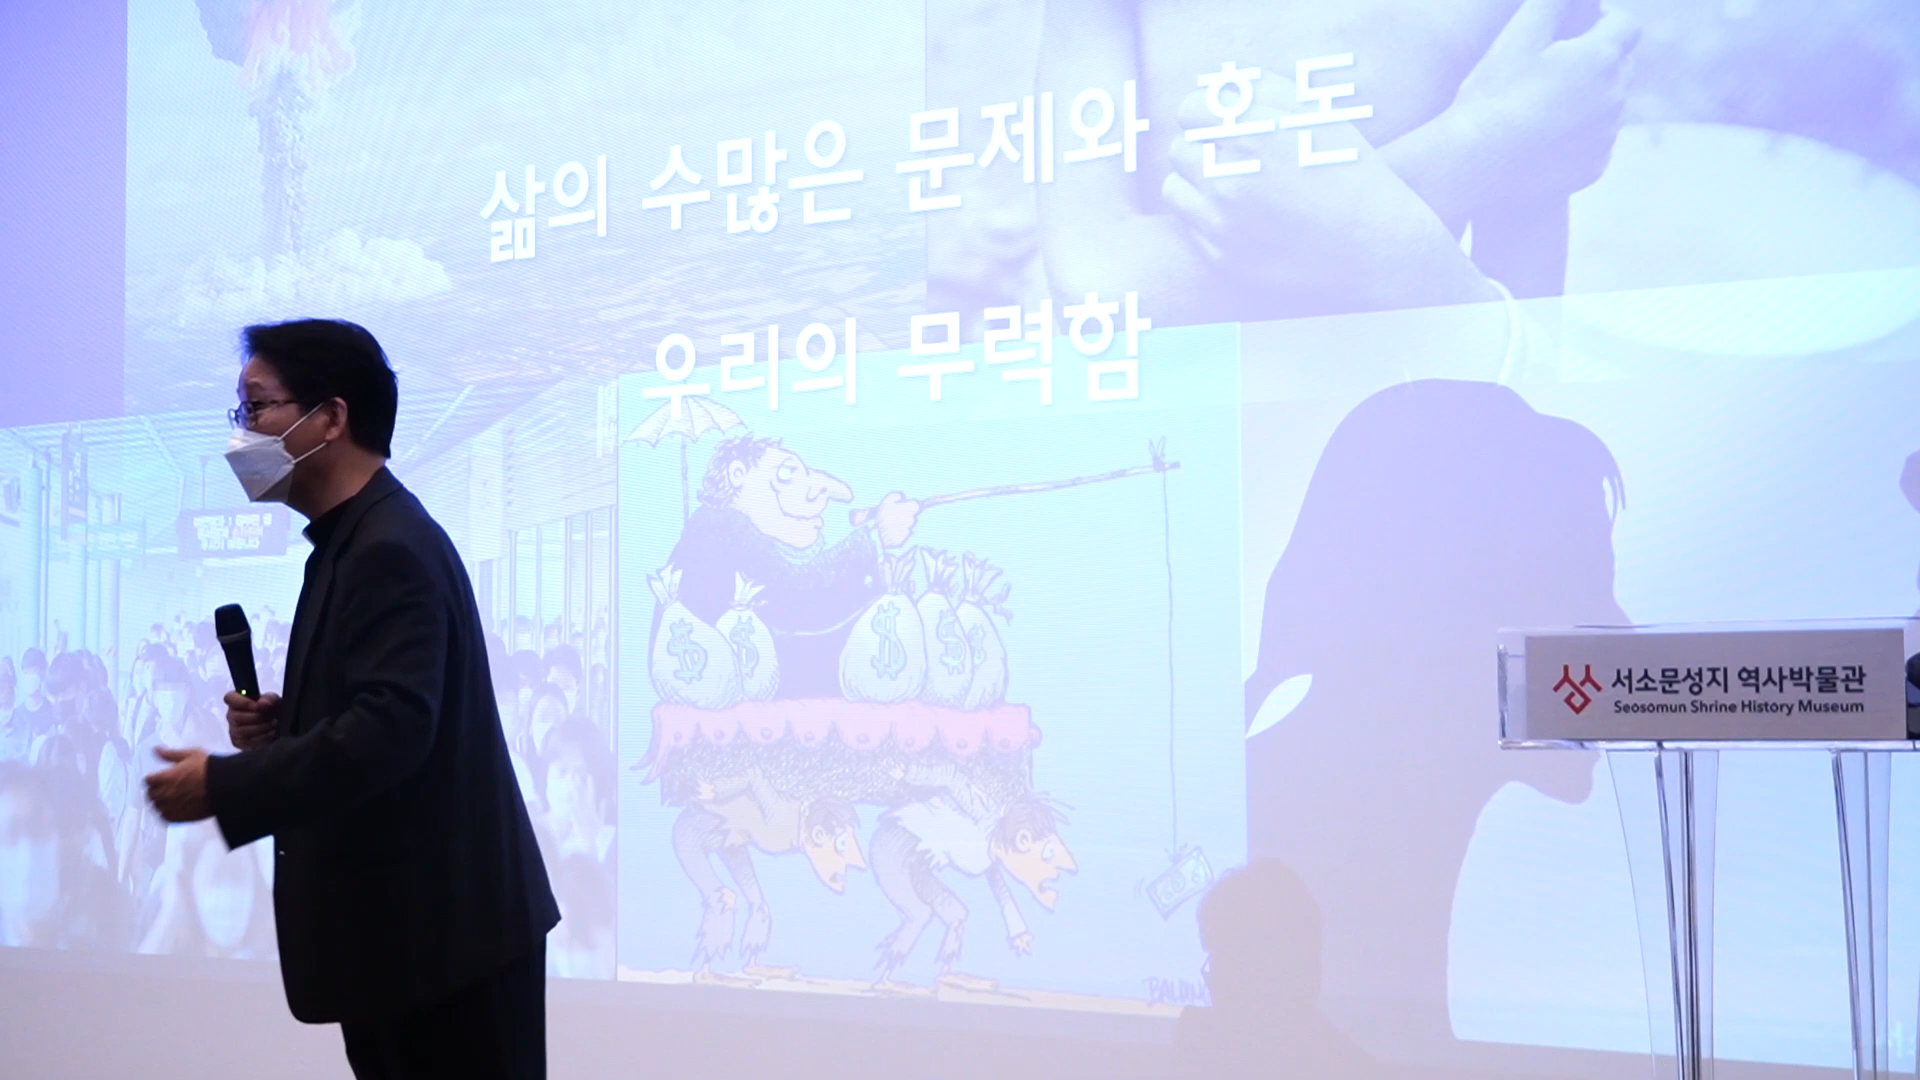 삶의 수많은 문제와 혼돈
우리의 무력함
서소문성지 역사박물관
Seosomun Shrine History Museum
$
$
$
$